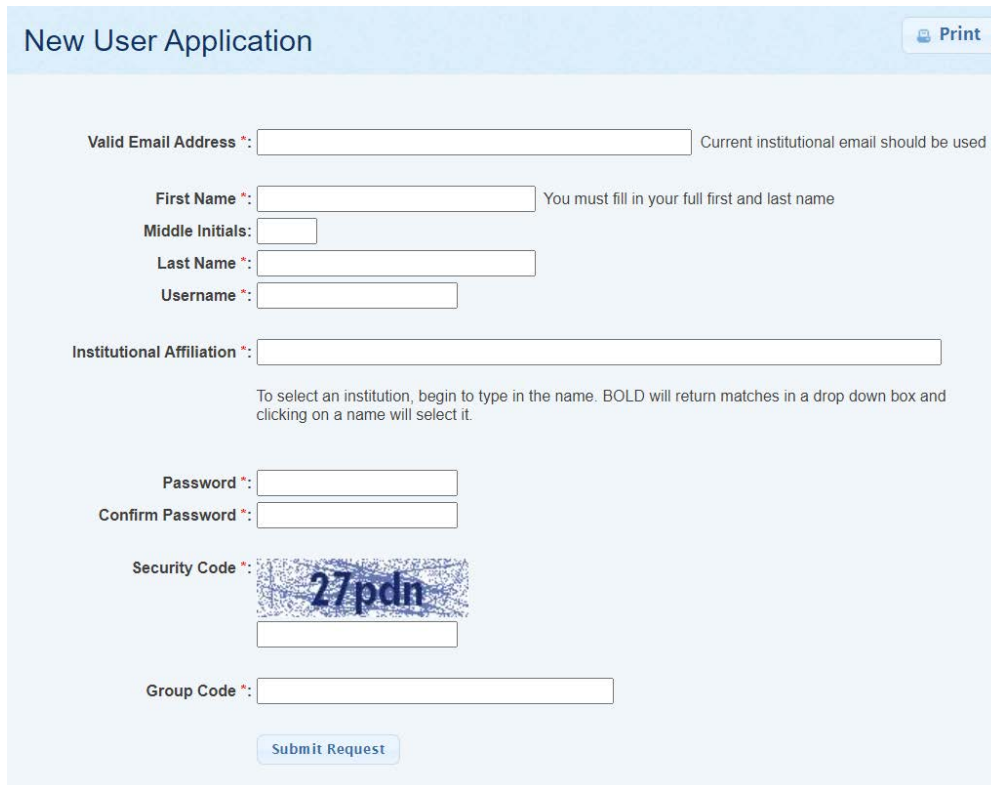 New User Application
Print
Valid Email Address *: Current institutional email should be used
First Name *: You must fill in your full first and last name
Middle Initials:
Last Name *:
Username *:
Institutional Affiliation *:
To select an institution, begin to type in the name. BOLD will return matches in a drop down box and
clicking on a name will select it.
Password *:
Confirm Password *:
Security Code *:
27pdn
Group Code *:
Submit Request